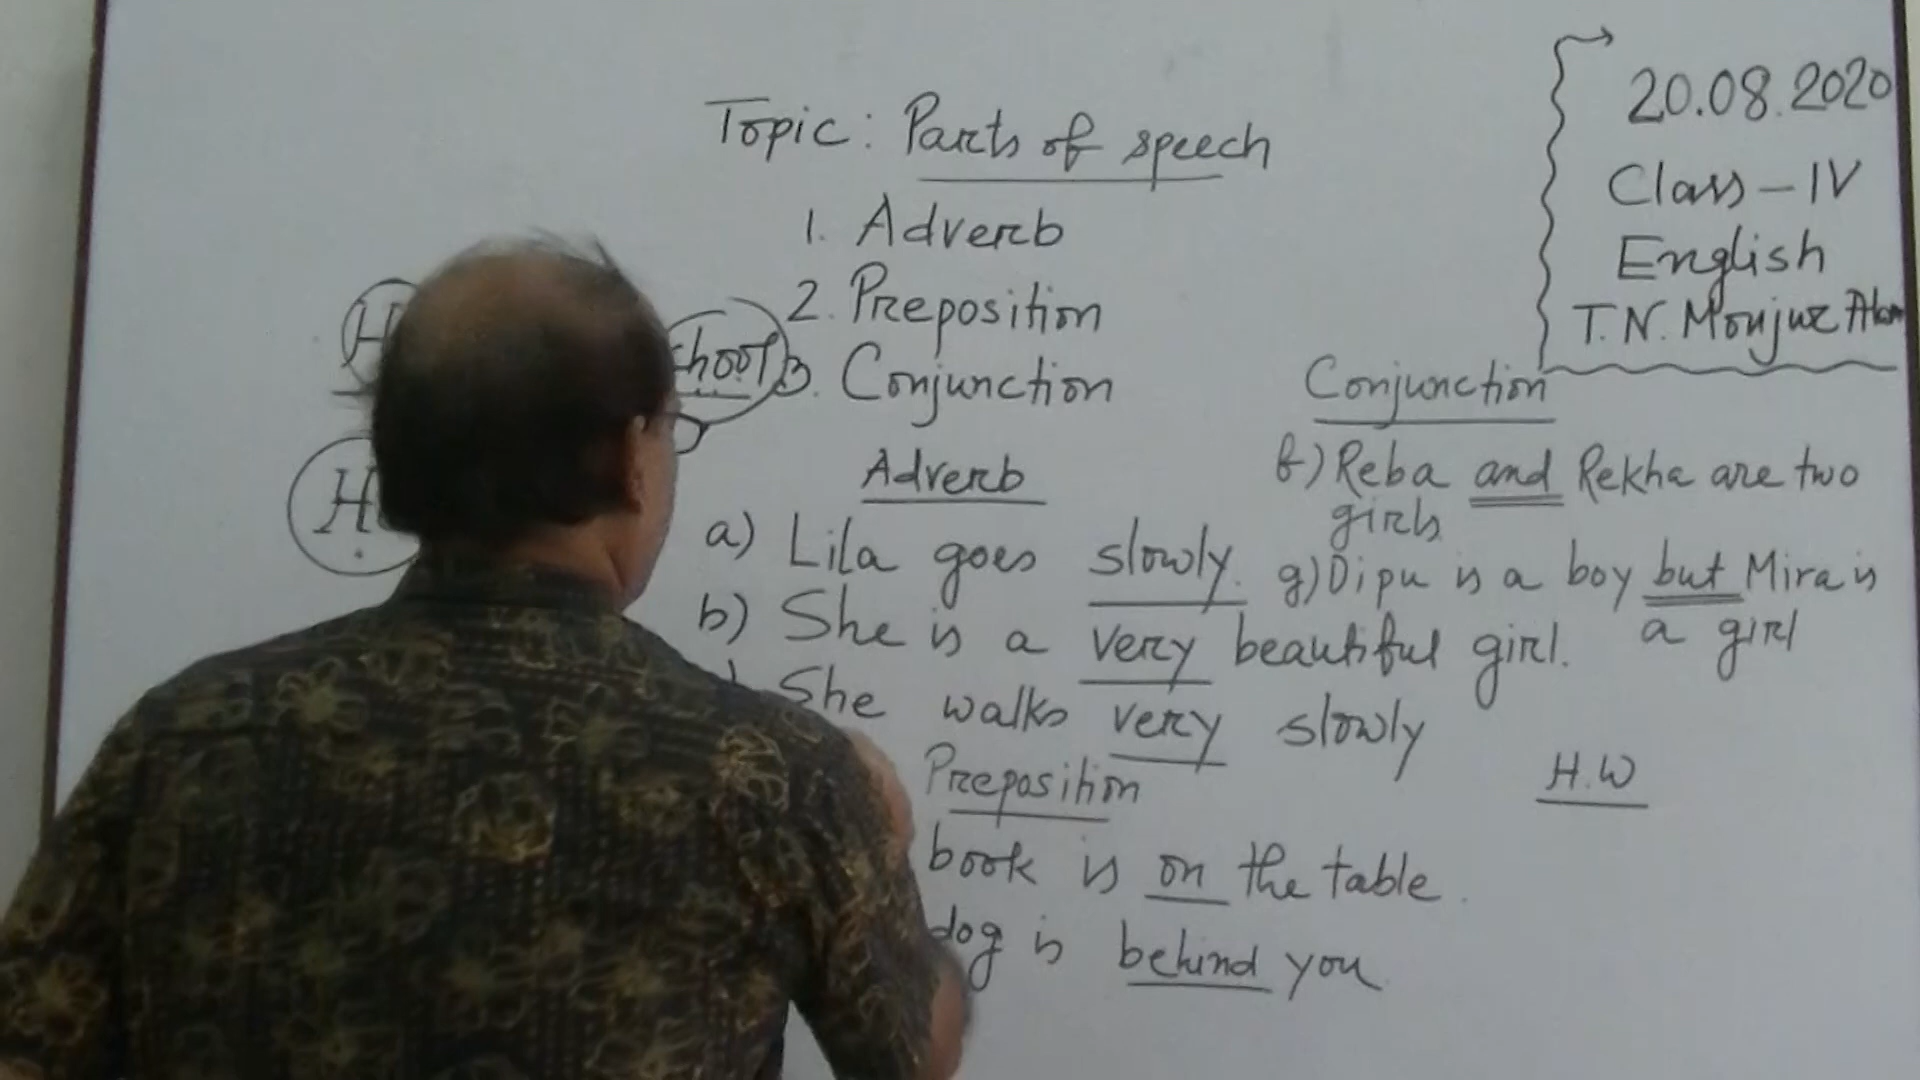 Topic: Parts of speech
1. Adverb
2. Preposition
3. Conjunction
20.08.2020
Class - IV
English
T.N. Monjur Alam
Adverb
a) Lila goes slowly.
b) She is a very beautiful girl.
She walks very slowly
Preposition
book is on the table.
dog is behind you
Conjunction
f) Reba and Rekha are two
girls
g) Dipu is a boy but Mira is
a girl
H.W